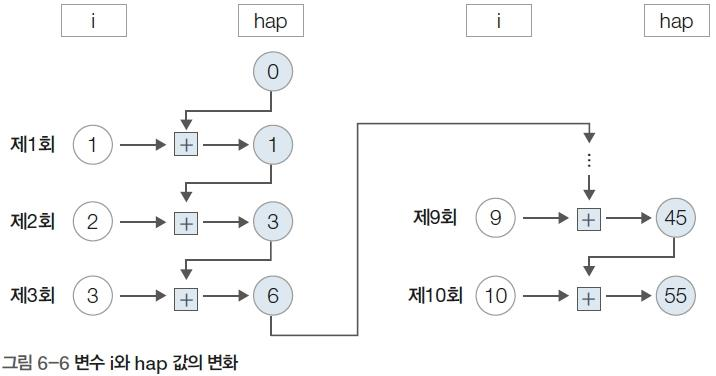 i hap
0
제1회 1 + 1
제2회 2 + 3
제3회 3 + 6
i hap
⋮
+
제9회 9 + 45
제10회 10 + 55
그림 6-6 변수 i와 hap 값의 변화